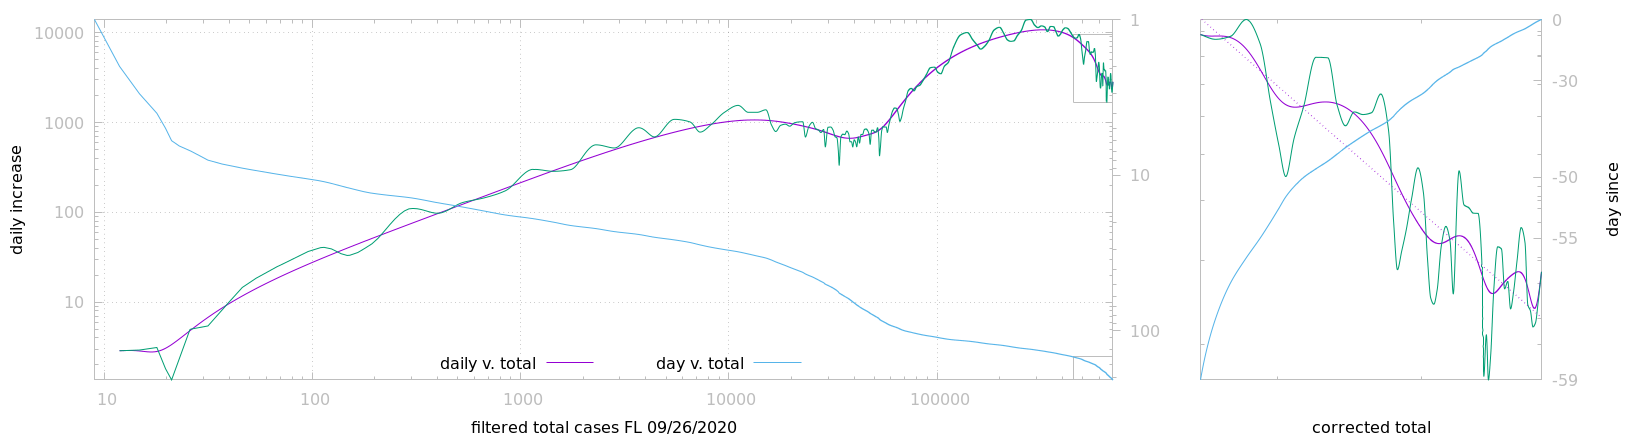 10000
1000
100
10
daily increase
1
10
100
daily v. total
day v. total
10 100 1000 10000 100000
filtered total cases FL 09/26/2020
0
-30
-50
-55
-59
day since
corrected total